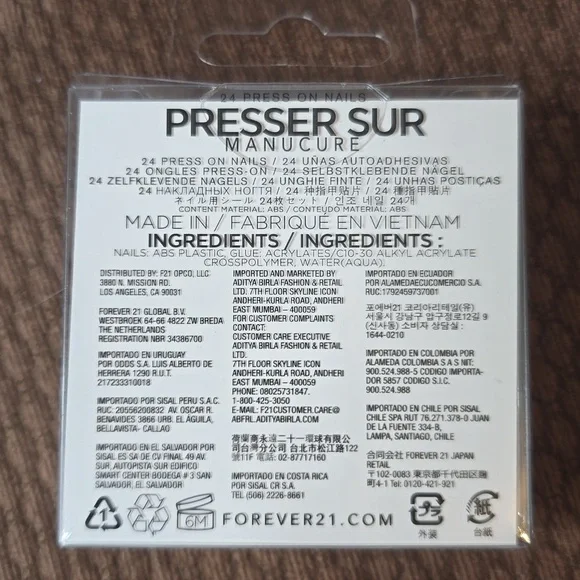 24 PRESS ON NAILS
PRESSER SUR
MANUCURE
24 PRESS ON NAILS / 24 UÑAS AUTOADHESIVAS
24 ONGLES PRESS-ON / 24 SELBSTKLEBENDE NÄGEL
24 ZELFKLEVENDE NAGELS / 24 UNGHIE FINTE / 24 UNHAS POSTIÇAS
24 НАКЛАДНЫХ НОГТЯ / 24 种指甲貼片 / 24 種指甲貼片
ネイル用シール 24枚セット / 인조 네일 24개
CONTENT MATERIAL: ABS / CONTEÚDO MATERIAL: ABS.
MADE IN / FABRIQUÉ EN VIETNAM
INGREDIENTS / INGREDIENTES :
NAILS: ABS PLASTIC, GLUE: ACRYLATES/C10-30 ALKYL ACRYLATE
CROSSPOLYMER, WATER(AQUA).
DISTRIBUTED BY: F21 OPCO, LLC.
3880 N. MISSION RD.
LOS ANGELES, CA 90031
FOREVER 21 GLOBAL B.V.
WESTBROEK 64-66 4822 ZW BREDA
THE NETHERLANDS
REGISTRATION NBR 34386700
IMPORTADO EN URUGUAY
POR ODDS S.A. LUIS ALBERTO DE
HERRERA 1290 R.U.T
217233310018
IMPORTADO POR SISAL PERU S.A.C.
RUC: 20556200832 AV. OSCAR R.
BENAVIDES 3866 URB. EL ÁGUILA,
BELLAVISTA- CALLAO
IMPORTADO EN EL SALVADOR POR
SISAL ES SA DE CV FINAL 49 AV.
SUR. AUTOPISTA SUR EDIFICO
SMART CENTER BODEGA # 3 SAN
SALVADOR, EL SALVADOR
IMPORTED AND MARKETED BY
ADITYA BIRLA FASHION & RETAIL
LTD. 7TH FLOOR SKYLINE ICON
ANDHERI-KURLA ROAD, ANDHERI
EAST MUMBAI –400059
FOR CUSTOMER COMPLAINTS
CONTACT:
CUSTOMER CARE EXECUTIVE
ADITYA BIRLA FASHION & RETAIL
LTD.
7TH FLOOR SKYLINE ICON
ANDHERI-KURLA ROAD, ANDHERI
EAST MUMBAI – 400059
PHONE: 08025731847.
1-800-425-3050
E-MAIL: F21CUSTOMER.CARE@
ABFRL.ADITYABIRLA.COM
荷蘭商永遠二十一環球有限公
司台灣分公司 台北市松江路122
號11F 西雅圖 電話: 02-87717160
IMPORTADO EN COSTA RICA
POR SISAL CR S.A.
TEL (506) 2226-8661
IMPORTADO EN ECUADOR
POR ALAMEDAECUCOMERCIO S.A.
RUC:1792459737001
포에버21 코리아리테일(유)
서울시 강남구 압구정로12길 9
(신사동) 소비자 상담실 :
1644-0210
IMPORTADO EN COLOMBIA POR
ALAMEDA COLOMBIA S.A.S NIT:
900.524.988-5 CODIGO IMPORTA-
DOR 5857 CODIGO S.I.C.
900.524.988
IMPORTADO EN CHILE POR SISAL
CHILE SPA RUT 76.271.378-0 JUAN
DE LA FUENTE 334-B,
LAMPA, SANTIAGO, CHILE
合同会社 FOREVER 21 JAPAN
RETAIL
〒102-0083 東京都千代田区麹町
4-1 Tel: 0120-421-921
1
6M
FOREVER21.COM
プラ
外装
紙
台紙